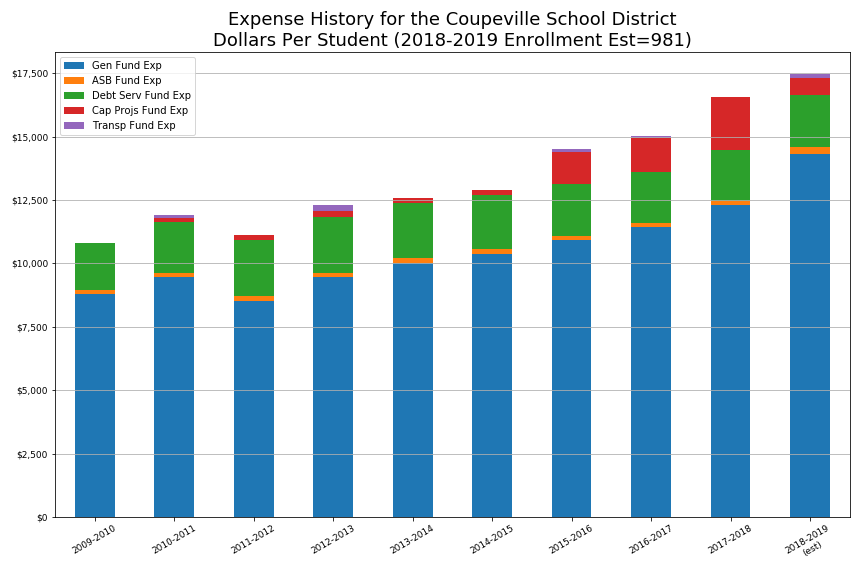 Expense History for the Coupeville School District
Dollars Per Student (2018-2019 Enrollment Est=981)
Gen Fund Exp
ASB Fund Exp
Debt Serv Fund Exp
Cap Projs Fund Exp
Transp Fund Exp
$17,500
$15,000
$12,500
$10,000
$7,500
$5,000
$2,500
$0
2009-2010
2010-2011
2011-2012
2012-2013
2013-2014
2014-2015
2015-2016
2016-2017
2017-2018
2018-2019
(est)